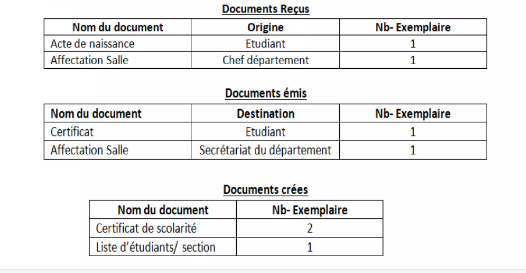 Documents Reçus
Nom du document Origine Nb- Exemplaire
Acte de naissance Etudiant 1
Affectation Salle Chef département 1
Documents émis
Nom du document Destination Nb- Exemplaire
Certificat Etudiant 1
Affectation Salle Secrétariat du département 1
Documents crées
Nom du document Nb- Exemplaire
Certificat de scolarité 2
Liste d'étudiants/ section 1